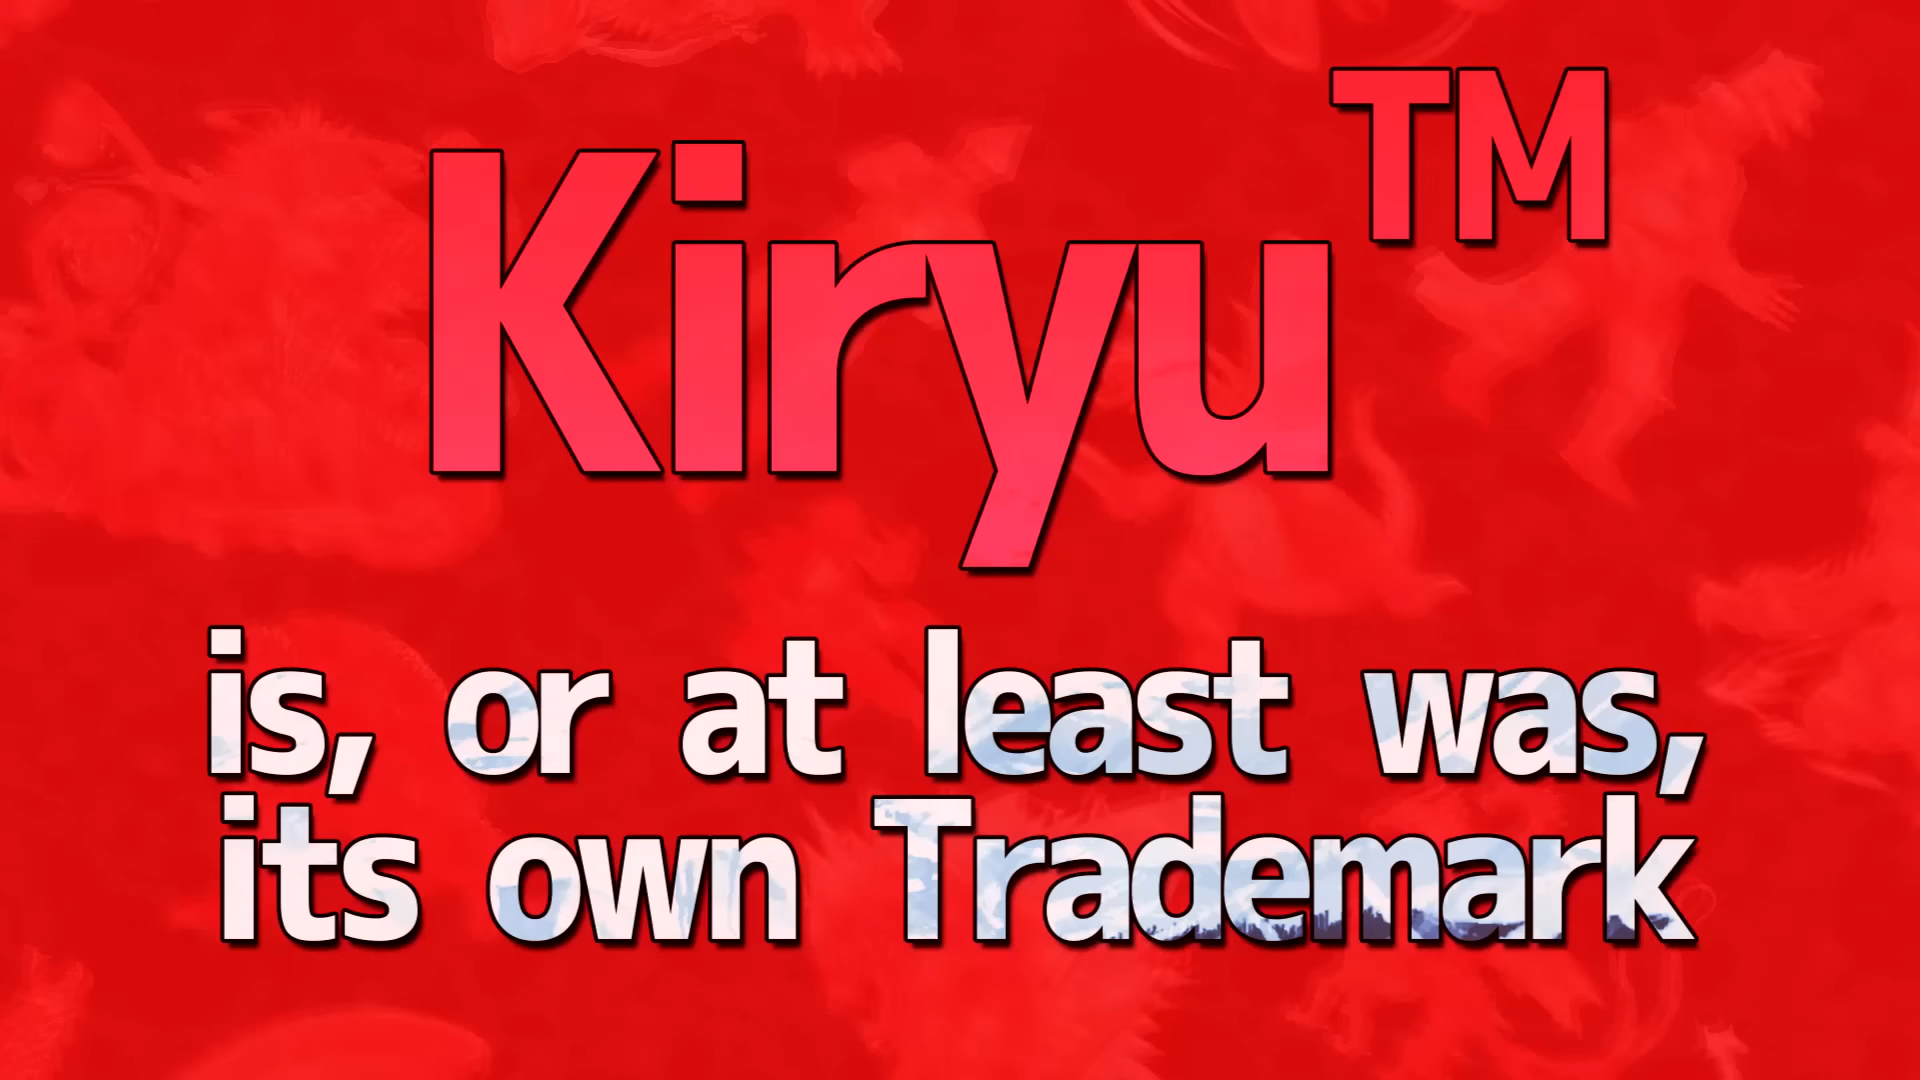 Kiryu™
is, or at least was,
its own Trademark